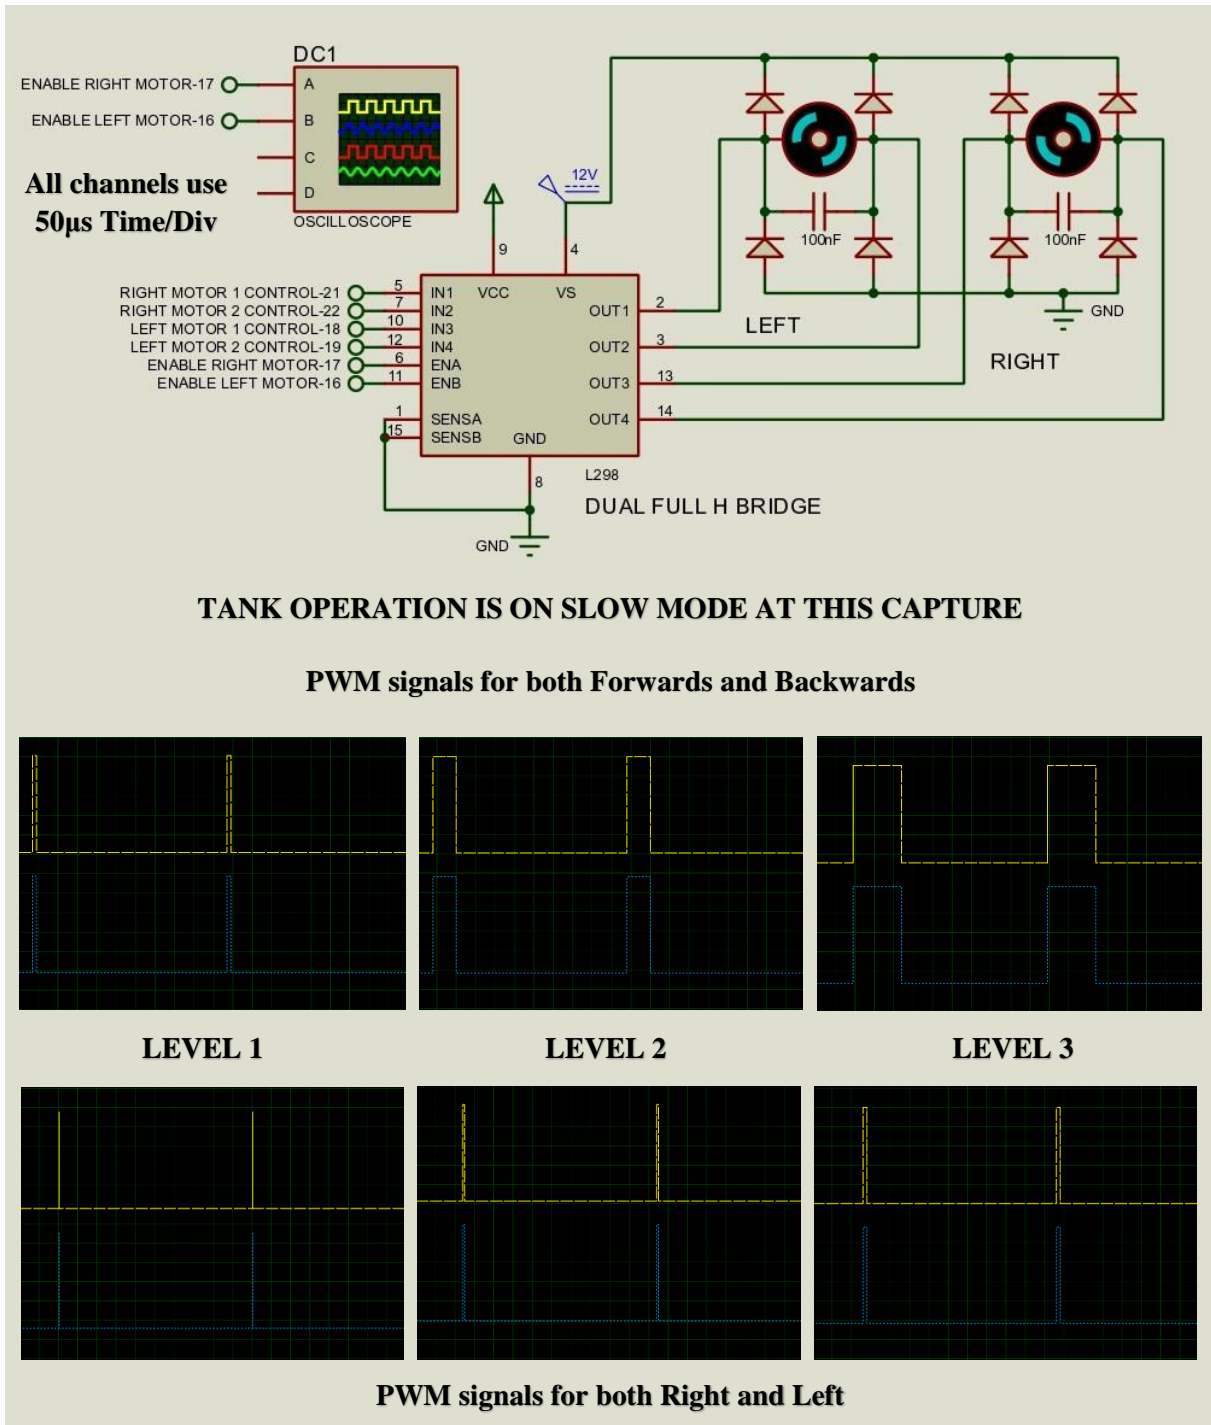 DC1
ENABLE RIGHT MOTOR-17
A
ENABLE LEFT MOTOR-16
B
C
D
OSCILLOSCOPE
All channels use
50μs Time/Div
12V
9
4
100nF
100nF
RIGHT MOTOR 1 CONTROL-21
5
IN1
VCC
VS
RIGHT MOTOR 2 CONTROL-22
7
IN2
OUT1
2
LEFT MOTOR 1 CONTROL-18
10
IN3
LEFT MOTOR 2 CONTROL-19
12
IN4
OUT2
3
ENABLE RIGHT MOTOR-17
6
ENA
ENABLE LEFT MOTOR-16
11
ENB
OUT3
13
1
SENSA
OUT4
14
15
SENSB
GND
8
L298
DUAL FULL H BRIDGE
GND
LEFT
GND
RIGHT
TANK OPERATION IS ON SLOW MODE AT THIS CAPTURE
PWM signals for both Forwards and Backwards
LEVEL 1
LEVEL 2
LEVEL 3
PWM signals for both Right and Left